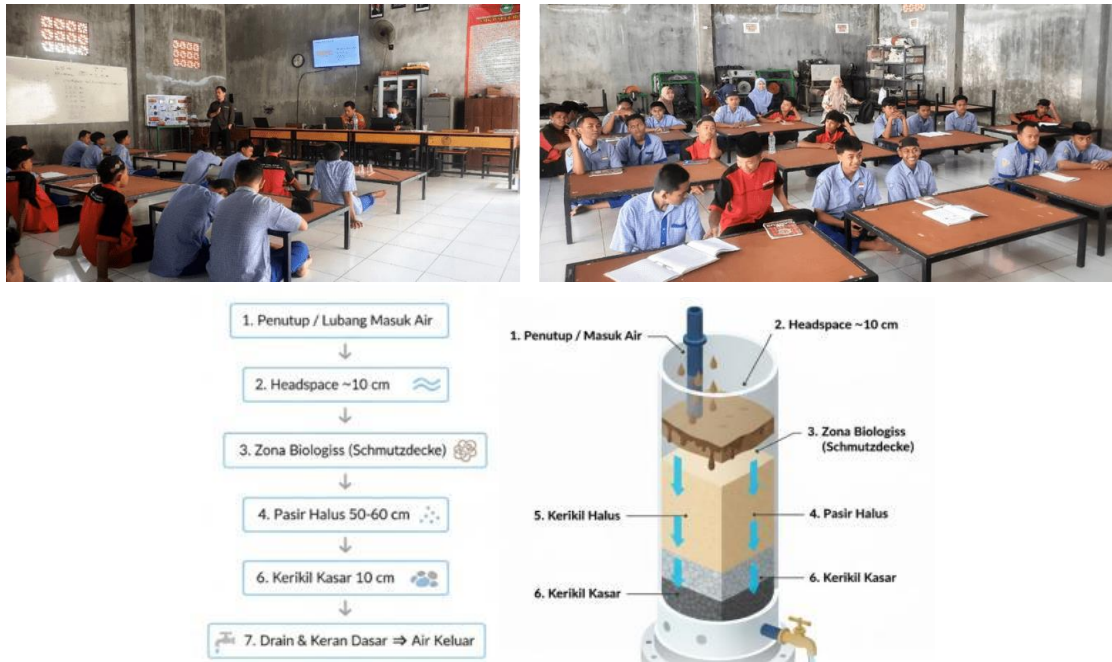 1. Penutup / Lubang Masuk Air
2. Headspace ~10 cm
3. Zona Biologiss (Schmutzdecke)
4. Pasir Halus 50-60 cm
6. Kerikil Kasar 10 cm
7. Drain & Keran Dasar ⇒ Air Keluar
1. Penutup / Masuk Air
2. Headspace ~10 cm
3. Zona Biologiss
(Schmutzdecke)
5. Kerikil Halus
4. Pasir Halus
6. Kerikil Kasar
6. Kerikil Kasar